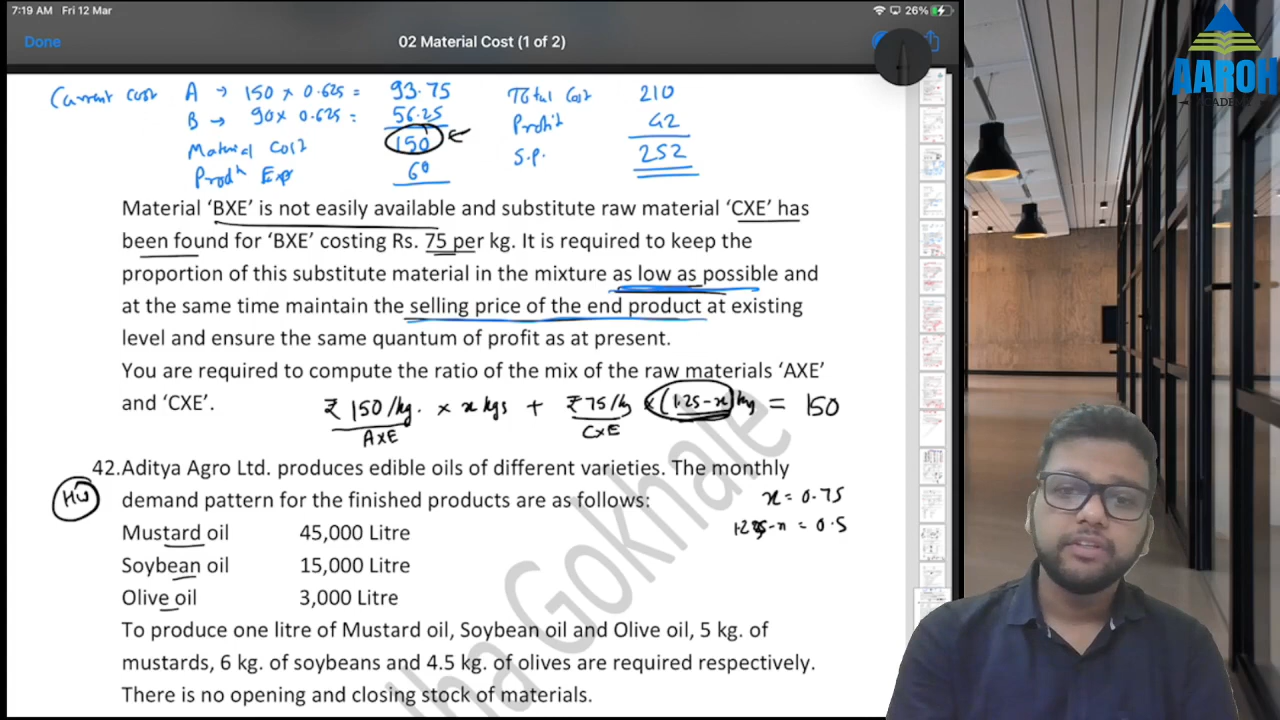 7:19 AM Fri 12 Mar
26%
Done
02 Material Cost (1 of 2)
AAROH
Current cost A → 150 x 0.625 = 93.75
B → 90 x 0.625 = 56.25
Material Cost 150
Prodn Exp 60
Total Cost 210
Profit 42
S.P. 252
Material ‘BXE’ is not easily available and substitute raw material ‘CXE’ has
been found for ‘BXE’ costing Rs. 75 per kg. It is required to keep the
proportion of this substitute material in the mixture as low as possible and
at the same time maintain the selling price of the end product at existing
level and ensure the same quantum of profit as at present.
You are required to compute the ratio of the mix of the raw materials ‘AXE’
and ‘CXE’.
₹ 150/kg. x x kgs + ₹ 75/kg x (1.25-x) kg = 150
AXE CXE
42. Aditya Agro Ltd. produces edible oils of different varieties. The monthly
HW
demand pattern for the finished products are as follows:
x = 0.75
1.25-x = 0.5
Mustard oil 45,000 Litre
Soybean oil 15,000 Litre
Olive oil 3,000 Litre
To produce one litre of Mustard oil, Soybean oil and Olive oil, 5 kg. of
mustards, 6 kg. of soybeans and 4.5 kg. of olives are required respectively.
There is no opening and closing stock of materials.
Gokhale